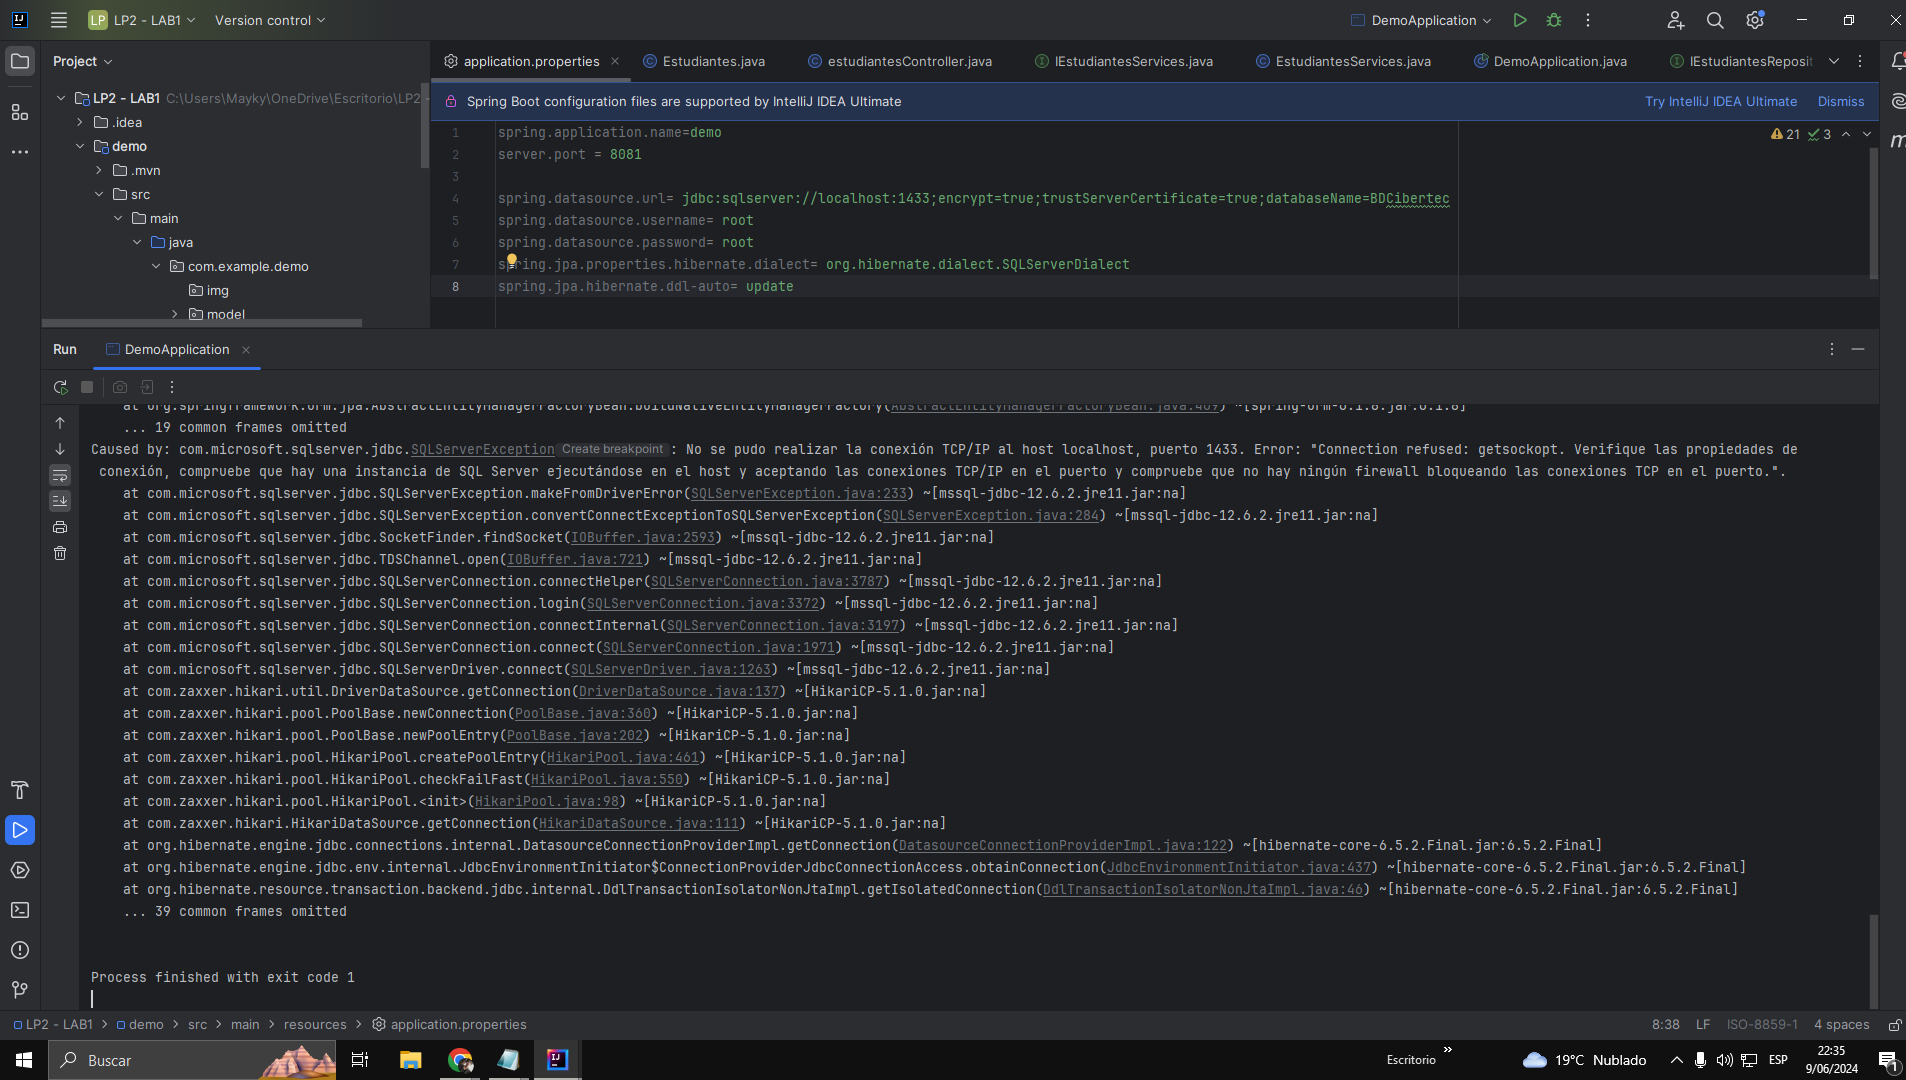 LP LP2 - LAB1 Version control DemoApplication
Project application.properties Estudiantes.java estudiantesController.java IEstudiantesServices.java EstudiantesServices.java DemoApplication.java IEstudiantesReposit
LP2 - LAB1 C:\Users\Mayky\OneDrive\Escritorio\LP2 -
.idea
demo
.mvn
src
main
java
com.example.demo
img
model
Spring Boot configuration files are supported by IntelliJ IDEA Ultimate Try IntelliJ IDEA Ultimate Dismiss
21 3
1 spring.application.name=demo
2 server.port = 8081
3
4 spring.datasource.url= jdbc:sqlserver://localhost:1433;encrypt=true;trustServerCertificate=true;databaseName=BDCibertec
5 spring.datasource.username= root
6 spring.datasource.password= root
7 spring.jpa.properties.hibernate.dialect= org.hibernate.dialect.SQLServerDialect
8 spring.jpa.hibernate.ddl-auto= update
Run DemoApplication
at org.springframework.orm.jpa.AbstractEntityManagerFactoryBean.buildNativeEntityManagerFactory(AbstractEntityManagerFactoryBean.java:409) ~[spring-orm-6.1.8.jar:6.1.8]
... 19 common frames omitted
Caused by: com.microsoft.sqlserver.jdbc.SQLServerException Create breakpoint : No se pudo realizar la conexión TCP/IP al host localhost, puerto 1433. Error: "Connection refused: getsockopt. Verifique las propiedades de
conexión, compruebe que hay una instancia de SQL Server ejecutándose en el host y aceptando las conexiones TCP/IP en el puerto y compruebe que no hay ningún firewall bloqueando las conexiones TCP en el puerto.".
at com.microsoft.sqlserver.jdbc.SQLServerException.makeFromDriverError(SQLServerException.java:233) ~[mssql-jdbc-12.6.2.jre11.jar:na]
at com.microsoft.sqlserver.jdbc.SQLServerException.convertConnectExceptionToSQLServerException(SQLServerException.java:284) ~[mssql-jdbc-12.6.2.jre11.jar:na]
at com.microsoft.sqlserver.jdbc.SocketFinder.findSocket(IOBuffer.java:2593) ~[mssql-jdbc-12.6.2.jre11.jar:na]
at com.microsoft.sqlserver.jdbc.TDSChannel.open(IOBuffer.java:721) ~[mssql-jdbc-12.6.2.jre11.jar:na]
at com.microsoft.sqlserver.jdbc.SQLServerConnection.connectHelper(SQLServerConnection.java:3787) ~[mssql-jdbc-12.6.2.jre11.jar:na]
at com.microsoft.sqlserver.jdbc.SQLServerConnection.login(SQLServerConnection.java:3372) ~[mssql-jdbc-12.6.2.jre11.jar:na]
at com.microsoft.sqlserver.jdbc.SQLServerConnection.connectInternal(SQLServerConnection.java:3197) ~[mssql-jdbc-12.6.2.jre11.jar:na]
at com.microsoft.sqlserver.jdbc.SQLServerConnection.connect(SQLServerConnection.java:1971) ~[mssql-jdbc-12.6.2.jre11.jar:na]
at com.microsoft.sqlserver.jdbc.SQLServerDriver.connect(SQLServerDriver.java:1263) ~[mssql-jdbc-12.6.2.jre11.jar:na]
at com.zaxxer.hikari.util.DriverDataSource.getConnection(DriverDataSource.java:137) ~[HikariCP-5.1.0.jar:na]
at com.zaxxer.hikari.pool.PoolBase.newConnection(PoolBase.java:360) ~[HikariCP-5.1.0.jar:na]
at com.zaxxer.hikari.pool.PoolBase.newPoolEntry(PoolBase.java:202) ~[HikariCP-5.1.0.jar:na]
at com.zaxxer.hikari.pool.HikariPool.createPoolEntry(HikariPool.java:461) ~[HikariCP-5.1.0.jar:na]
at com.zaxxer.hikari.pool.HikariPool.checkFailFast(HikariPool.java:550) ~[HikariCP-5.1.0.jar:na]
at com.zaxxer.hikari.pool.HikariPool.<init>(HikariPool.java:98) ~[HikariCP-5.1.0.jar:na]
at com.zaxxer.hikari.HikariDataSource.getConnection(HikariDataSource.java:111) ~[HikariCP-5.1.0.jar:na]
at org.hibernate.engine.jdbc.connections.internal.DatasourceConnectionProviderImpl.getConnection(DatasourceConnectionProviderImpl.java:122) ~[hibernate-core-6.5.2.Final.jar:6.5.2.Final]
at org.hibernate.engine.jdbc.env.internal.JdbcEnvironmentInitiator$ConnectionProviderJdbcConnectionAccess.obtainConnection(JdbcEnvironmentInitiator.java:437) ~[hibernate-core-6.5.2.Final.jar:6.5.2.Final]
at org.hibernate.resource.transaction.backend.jdbc.internal.DdlTransactionIsolatorNonJtaImpl.getIsolatedConnection(DdlTransactionIsolatorNonJtaImpl.java:46) ~[hibernate-core-6.5.2.Final.jar:6.5.2.Final]
... 39 common frames omitted
Process finished with exit code 1
LP2 - LAB1 > demo > src > main > resources > application.properties 8:38 LF ISO-8859-1 4 spaces
Buscar Escritorio 19°C Nublado ESP 22:35
9/06/2024 1